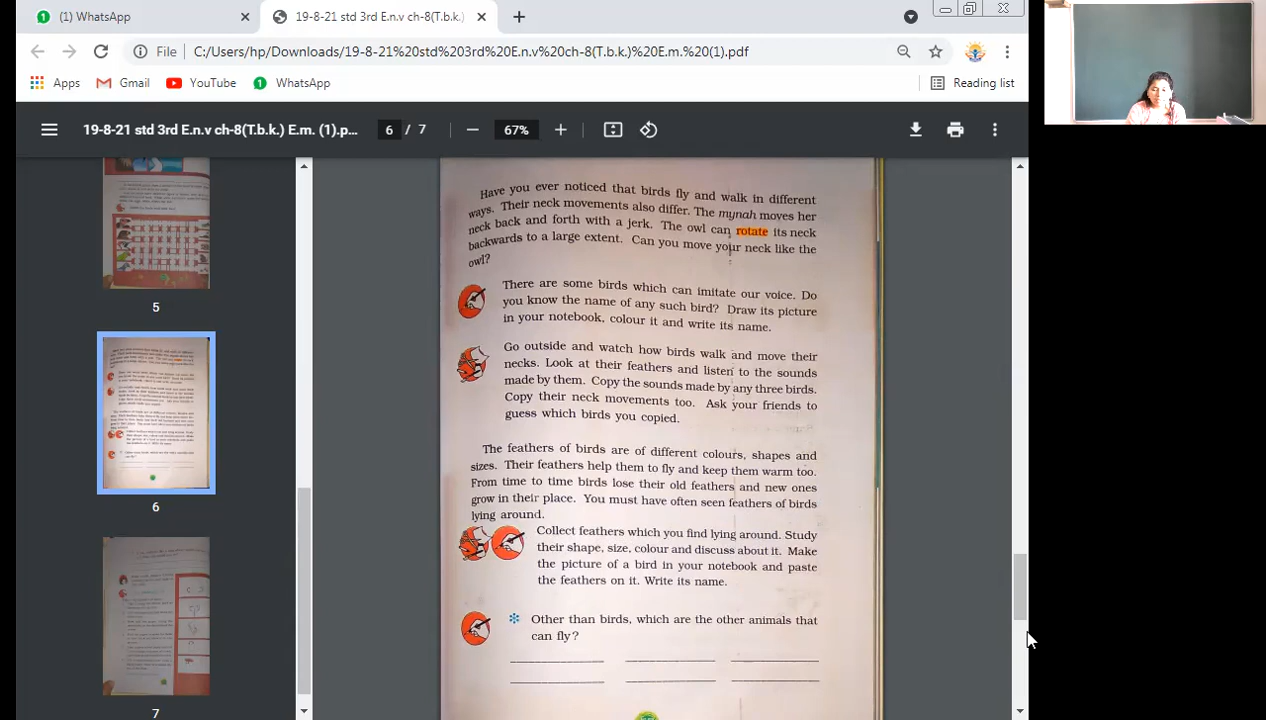 (1) WhatsApp
19-8-21 std 3rd E.n.v ch-8(T.b.k.)
File C:/Users/hp/Downloads/19-8-21%20std%203rd%20E.n.v%20ch-8(T.b.k.)%20E.m.%20(1).pdf
Apps Gmail YouTube WhatsApp Reading list
19-8-21 std 3rd E.n.v ch-8(T.b.k.) E.m. (1).p... 6 / 7 67%
5
6
7
Have you ever noticed that birds fly and walk in different
ways. Their neck movements also differ. The mynah moves her
neck back and forth with a jerk. The owl can rotate its neck
backwards to a large extent. Can you move your neck like the
owl?
There are some birds which can imitate our voice. Do
you know the name of any such bird? Draw its picture
in your notebook, colour it and write its name.
Go outside and watch how birds walk and move their
necks. Look at their feathers and listen to the sounds
made by them. Copy the sounds made by any three birds.
Copy their neck movements too. Ask your friends to
guess which birds you copied.
The feathers of birds are of different colours, shapes and
sizes. Their feathers help them to fly and keep them warm too.
From time to time birds lose their old feathers and new ones
grow in their place. You must have often seen feathers of birds
lying around.
Collect feathers which you find lying around. Study
their shape, size, colour and discuss about it. Make
the picture of a bird in your notebook and paste
the feathers on it. Write its name.
Other than birds, which are the other animals that
can fly?